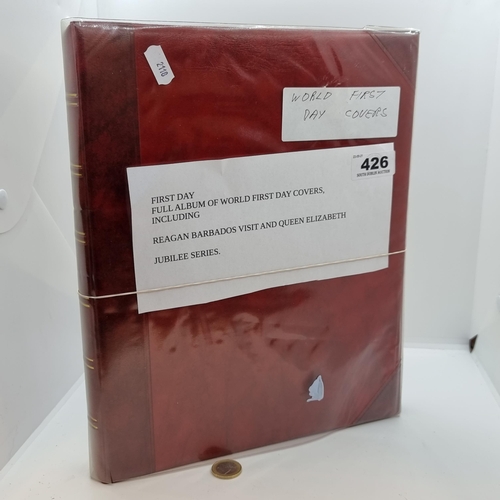 2110
WORLD FIRST
DAY COVERS
426
FIRST DAY
FULL ALBUM OF WORLD FIRST DAY COVERS,
INCLUDING
REAGAN BARBADOS VISIT AND QUEEN ELIZABETH
JUBILEE SERIES.